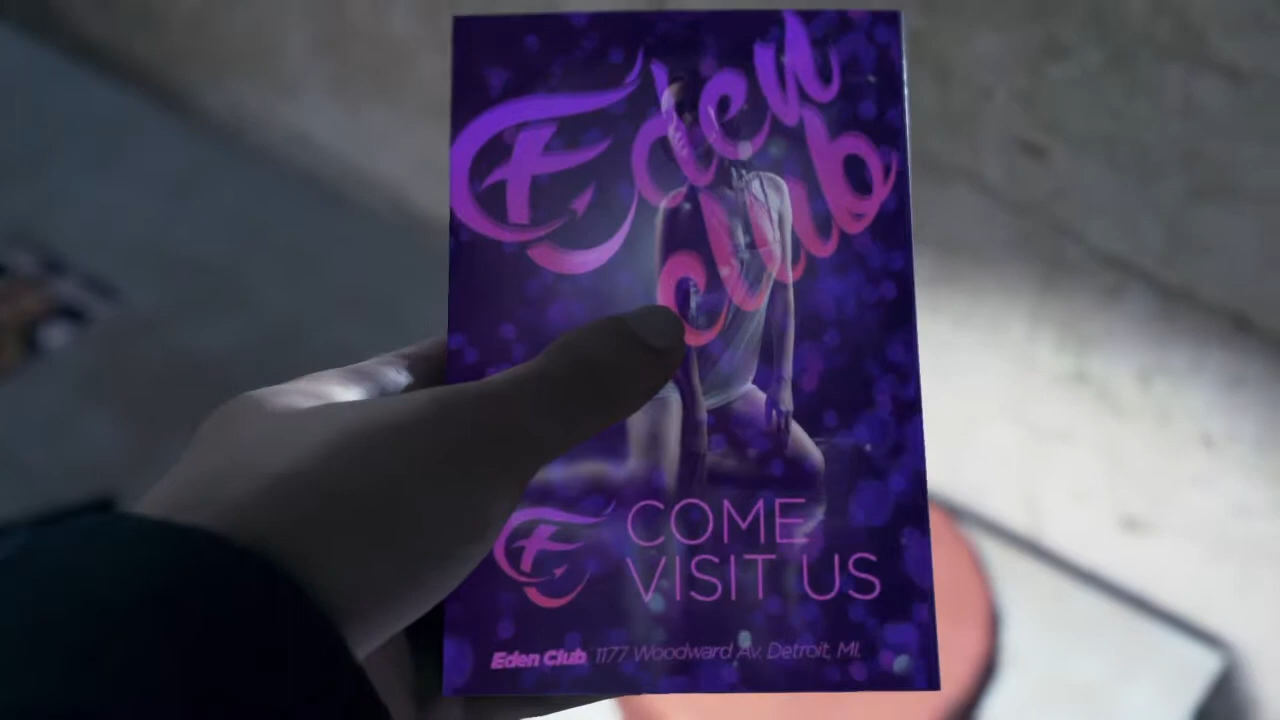 Eden
club
COME
VISIT US
Eden Club 1177 Woodward Av. Detroit, MI.